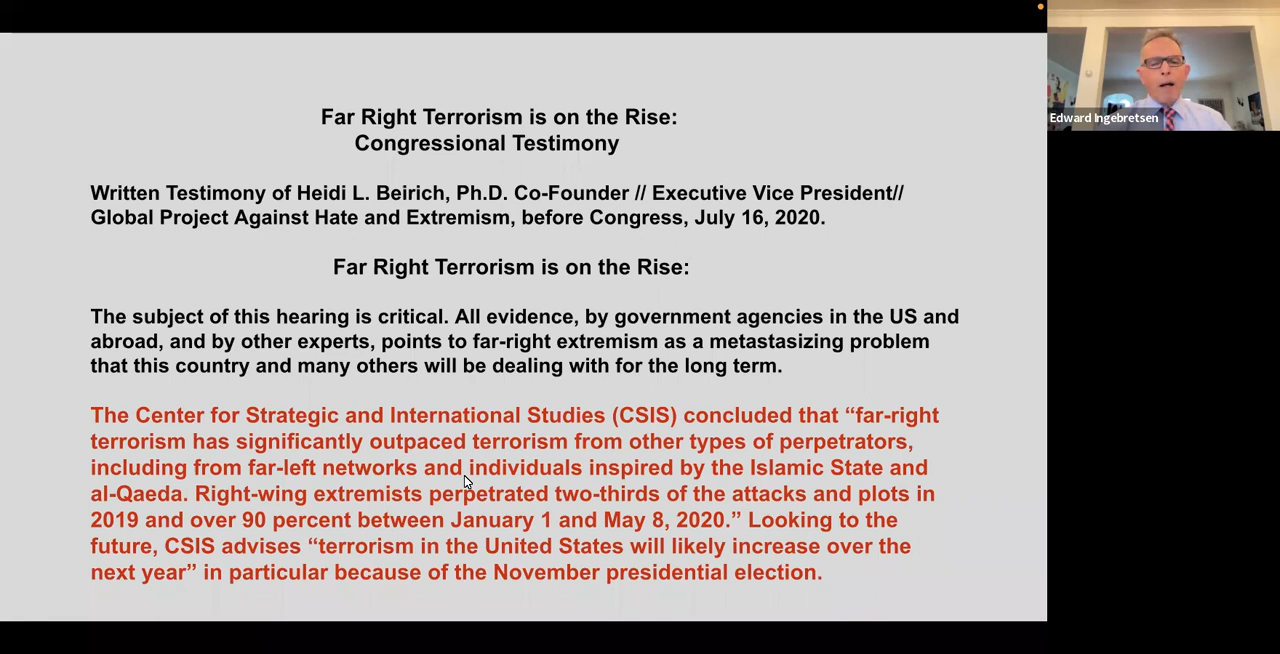 Far Right Terrorism is on the Rise:
Congressional Testimony
Written Testimony of Heidi L. Beirich, Ph.D. Co-Founder // Executive Vice President//
Global Project Against Hate and Extremism, before Congress, July 16, 2020.
Far Right Terrorism is on the Rise:
The subject of this hearing is critical. All evidence, by government agencies in the US and
abroad, and by other experts, points to far-right extremism as a metastasizing problem
that this country and many others will be dealing with for the long term.
The Center for Strategic and International Studies (CSIS) concluded that “far-right
terrorism has significantly outpaced terrorism from other types of perpetrators,
including from far-left networks and individuals inspired by the Islamic State and
al-Qaeda. Right-wing extremists perpetrated two-thirds of the attacks and plots in
2019 and over 90 percent between January 1 and May 8, 2020.” Looking to the
future, CSIS advises “terrorism in the United States will likely increase over the
next year” in particular because of the November presidential election.
Edward Ingebretsen